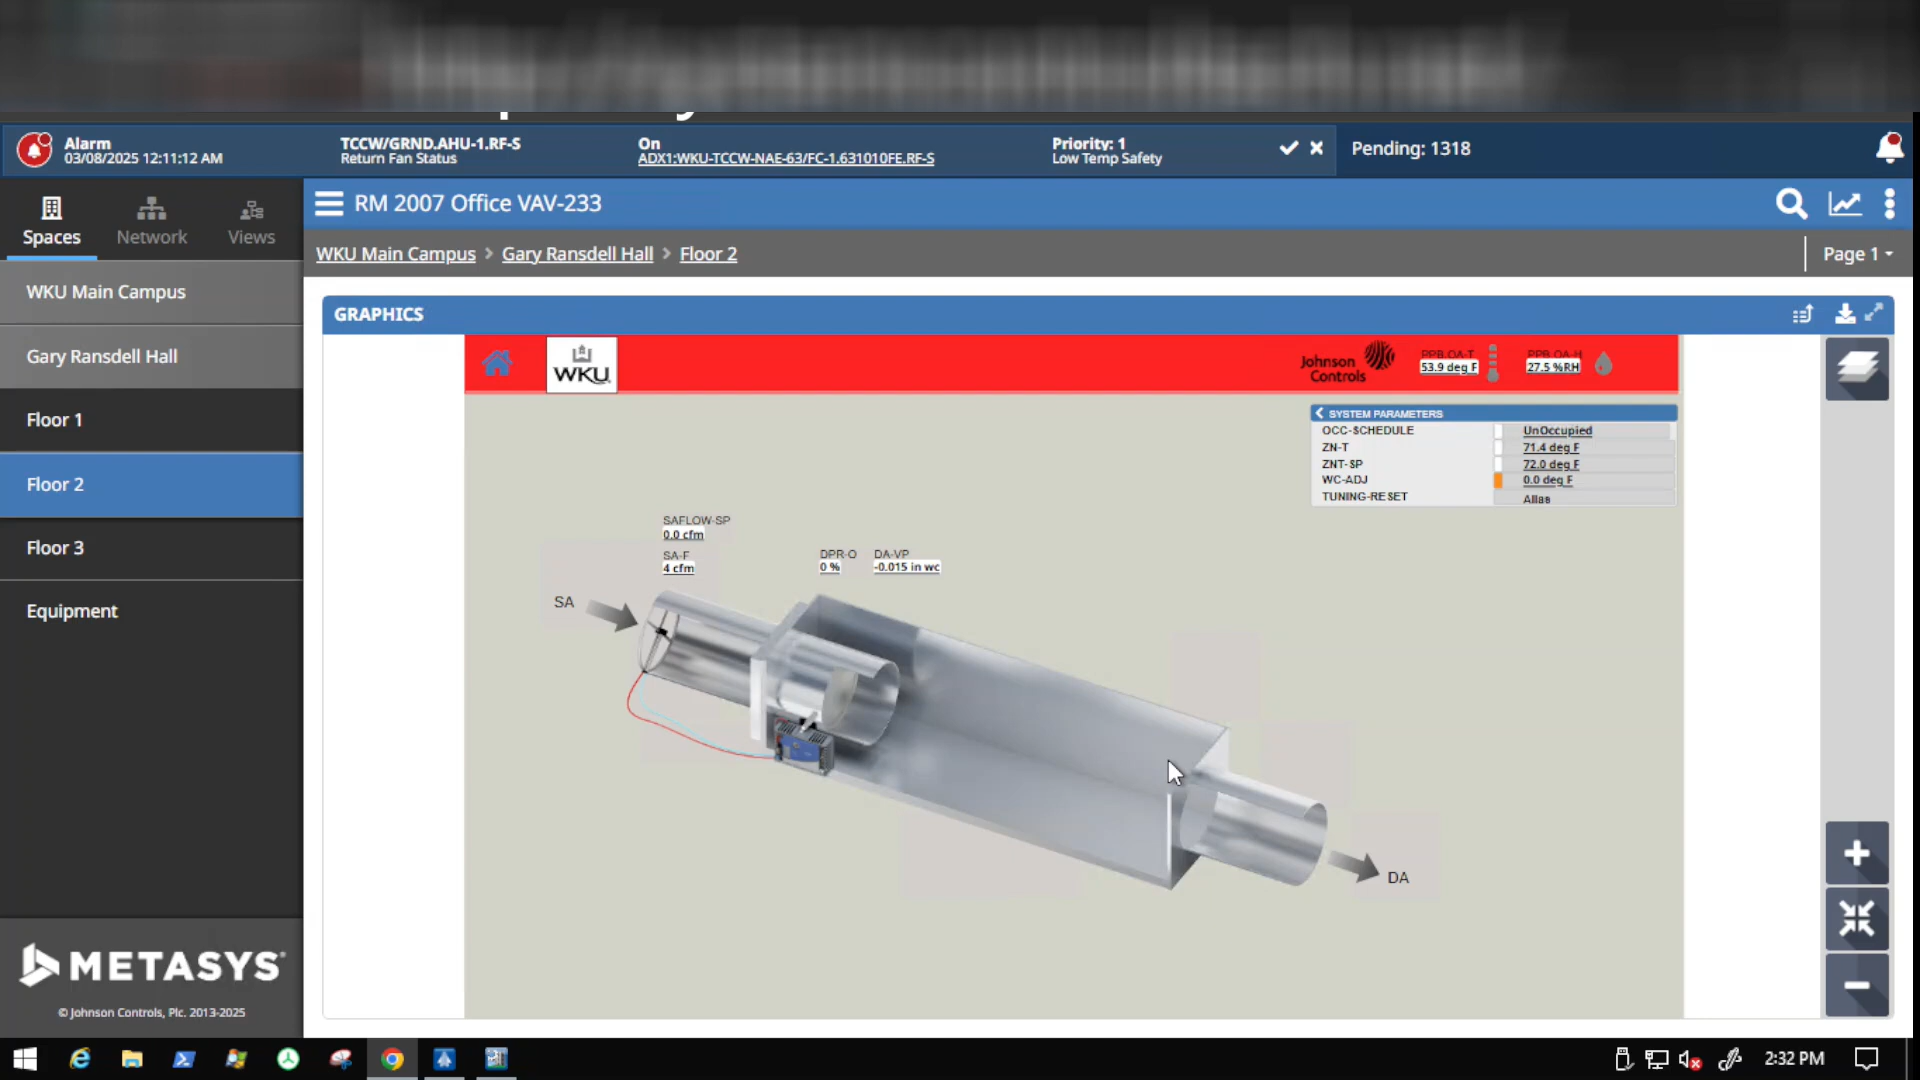 Alarm
03/08/2025 12:11:12 AM
TCCW/GRND.AHU-1.RF-S
Return Fan Status
On
ADX1:WKU-TCCW-NAE-63/FC-1.631010FE.RF-S
Priority: 1
Low Temp Safety
Pending: 1318
Spaces
Network
Views
RM 2007 Office VAV-233
WKU Main Campus > Gary Ransdell Hall > Floor 2
Page 1
WKU Main Campus
Gary Ransdell Hall
Floor 1
Floor 2
Floor 3
Equipment
GRAPHICS
WKU
Johnson Controls
PPB.OA-T
53.9 deg F
PPB.OA-H
27.5 %RH
SYSTEM PARAMETERS
OCC-SCHEDULE UnOccupied
ZN-T 71.4 deg F
ZNT-SP 72.0 deg F
WC-ADJ 0.0 deg F
TUNING-RESET Alias
SAFLOW-SP
0.0 cfm
SA-F
4 cfm
DPR-O
0 %
DA-VP
-0.015 in wc
SA
DA
METASYS
© Johnson Controls, Plc. 2013-2025
2:32 PM